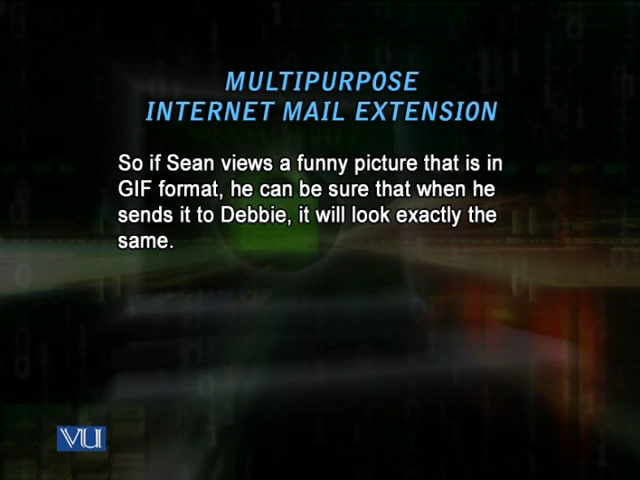 MULTIPURPOSE
INTERNET MAIL EXTENSION
So if Sean views a funny picture that is in
GIF format, he can be sure that when he
sends it to Debbie, it will look exactly the
same.
VU